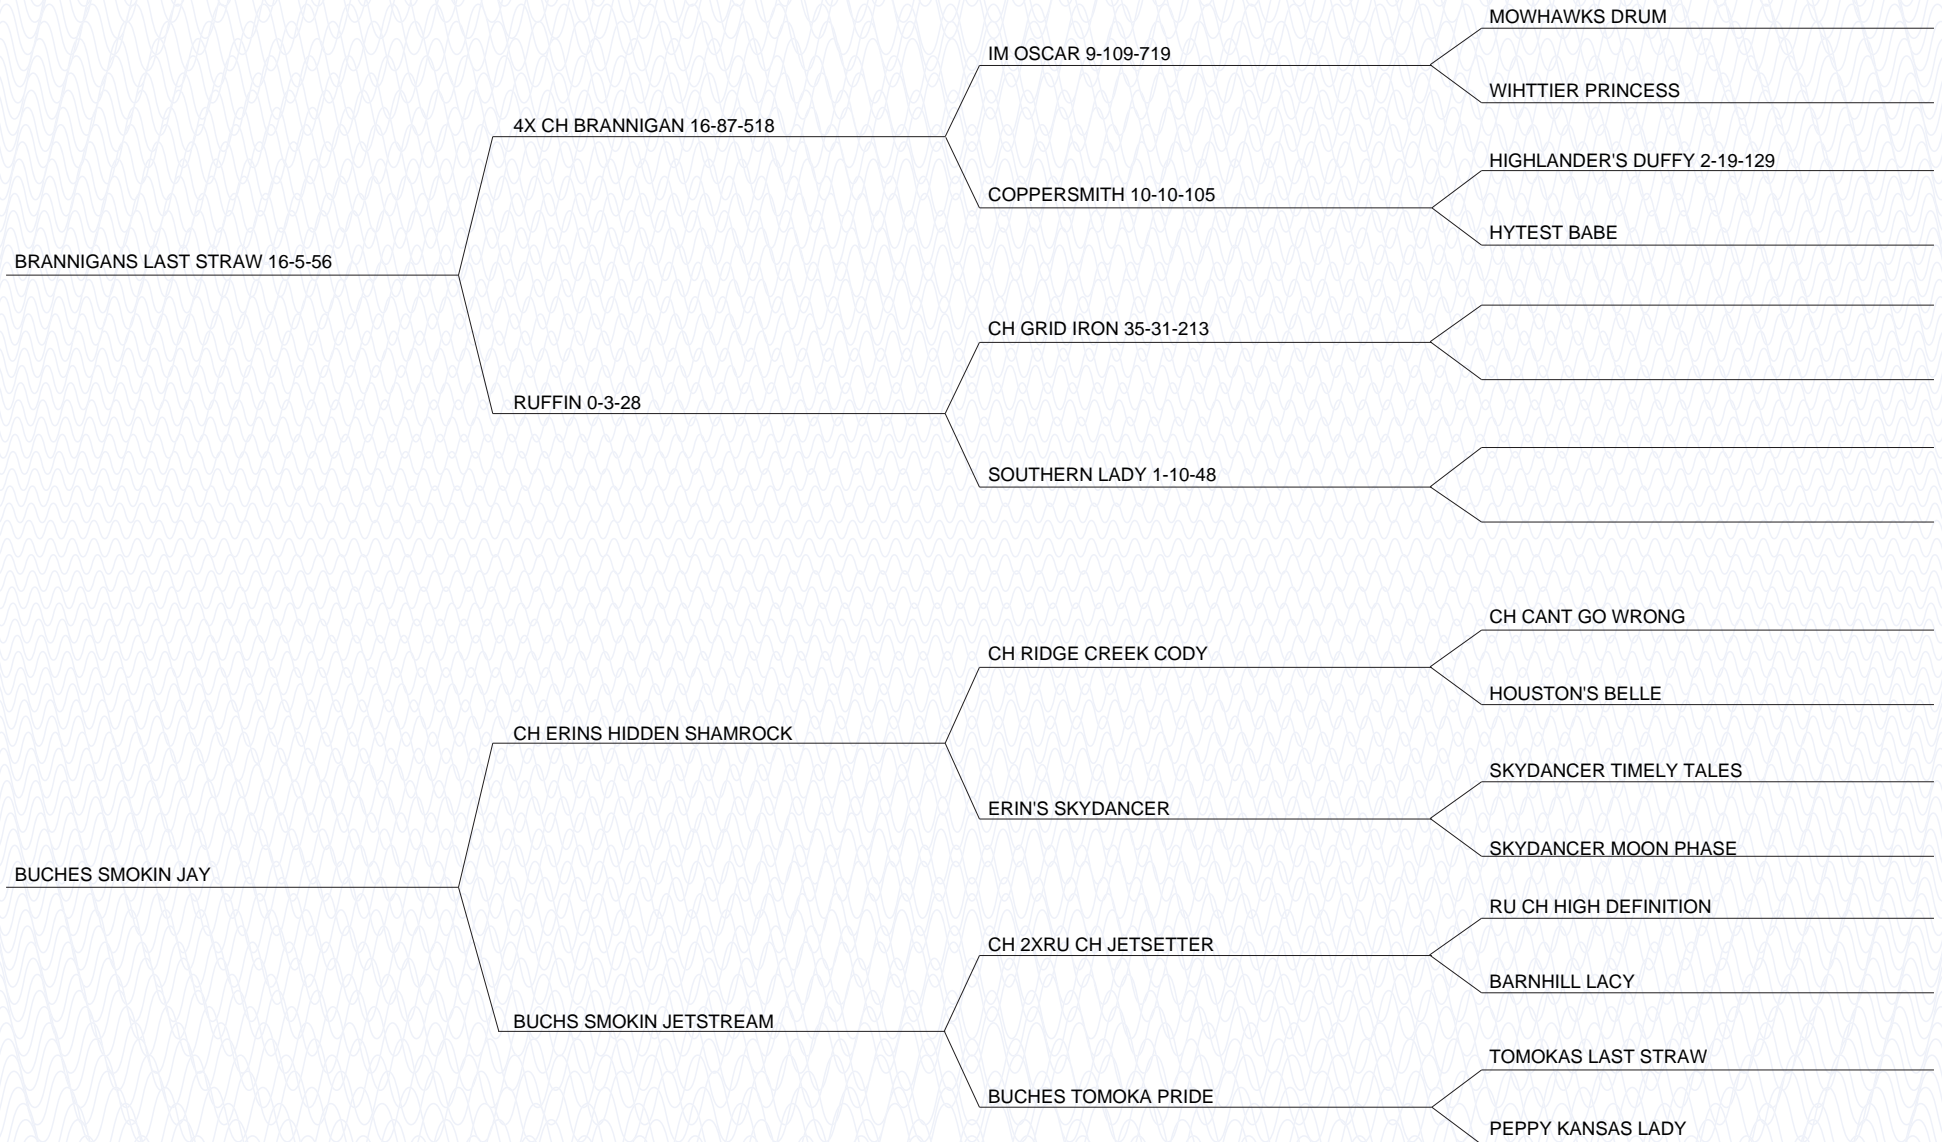 MOWHAWKS DRUM
IM OSCAR 9-109-719
WIHTTIER PRINCESS
4X CH BRANNIGAN 16-87-518
HIGHLANDER'S DUFFY 2-19-129
COPPERSMITH 10-10-105
HYTEST BABE
BRANNIGANS LAST STRAW 16-5-56
CH GRID IRON 35-31-213
RUFFIN 0-3-28
SOUTHERN LADY 1-10-48
CH CANT GO WRONG
CH RIDGE CREEK CODY
HOUSTON'S BELLE
CH ERINS HIDDEN SHAMROCK
SKYDANCER TIMELY TALES
ERIN'S SKYDANCER
SKYDANCER MOON PHASE
BUCHES SMOKIN JAY
RU CH HIGH DEFINITION
CH 2XRU CH JETSETTER
BARNHILL LACY
BUCHS SMOKIN JETSTREAM
TOMOKAS LAST STRAW
BUCHES TOMOKA PRIDE
PEPPY KANSAS LADY